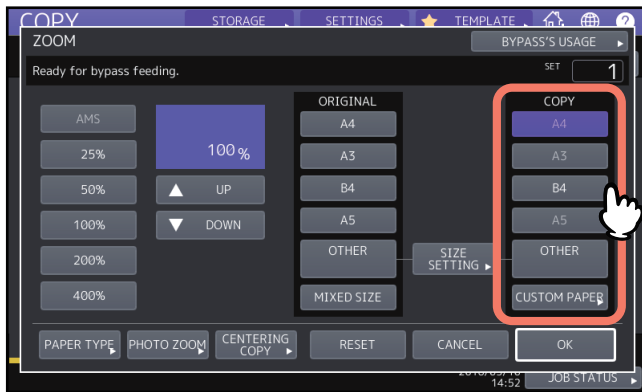 COPY STORAGE SETTINGS TEMPLATE ?
ZOOM BYPASS'S USAGE
Ready for bypass feeding. SET 1
ORIGINAL COPY
AMS A4 A4
25% 100 % A3 A3
50% UP B4 B4
100% DOWN A5 A5
200% OTHER SIZE SETTING OTHER
400% MIXED SIZE CUSTOM PAPER
PAPER TYPE PHOTO ZOOM CENTERING COPY RESET CANCEL OK
14:52 JOB STATUS